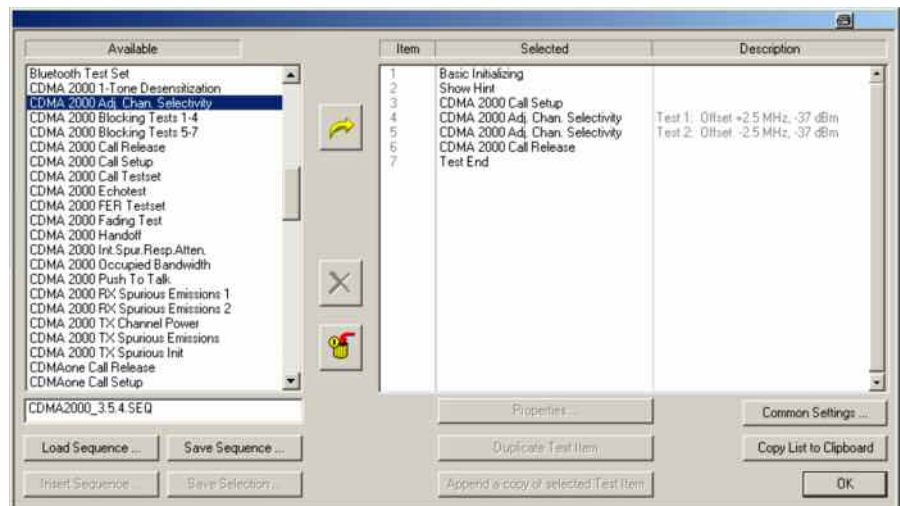 Available
Bluetooth Test Set
CDMA 2000 1-Tone Desensitization
CDMA 2000 Adj. Chan. Selectivity
CDMA 2000 Blocking Tests 1-4
CDMA 2000 Blocking Tests 5-7
CDMA 2000 Call Release
CDMA 2000 Call Setup
CDMA 2000 Call Testset
CDMA 2000 Echotest
CDMA 2000 FER Testset
CDMA 2000 Fading Test
CDMA 2000 Handoff
CDMA 2000 Int.Spur.Resp.Atten.
CDMA 2000 Occupied Bandwidth
CDMA 2000 Push To Talk
CDMA 2000 RX Spurious Emissions 1
CDMA 2000 RX Spurious Emissions 2
CDMA 2000 TX Channel Power
CDMA 2000 TX Spurious Emissions
CDMA 2000 TX Spurious Init
CDMAone Call Release
CDMAone Call Setup
CDMA2000_3.5.4.SEQ
Load Sequence ... Save Sequence ...
Insert Sequence ... Save Selection ...
Item Selected Description
1 Basic Initializing
2 Show Hint
3 CDMA 2000 Call Setup
4 CDMA 2000 Adj. Chan. Selectivity Test 1: Offset +2.5 MHz, -37 dBm
5 CDMA 2000 Adj. Chan. Selectivity Test 2: Offset -2.5 MHz, -37 dBm
6 CDMA 2000 Call Release
7 Test End
Properties ... Common Settings ...
Duplicate Test Item Copy List to Clipboard
Append a copy of selected Test Item OK